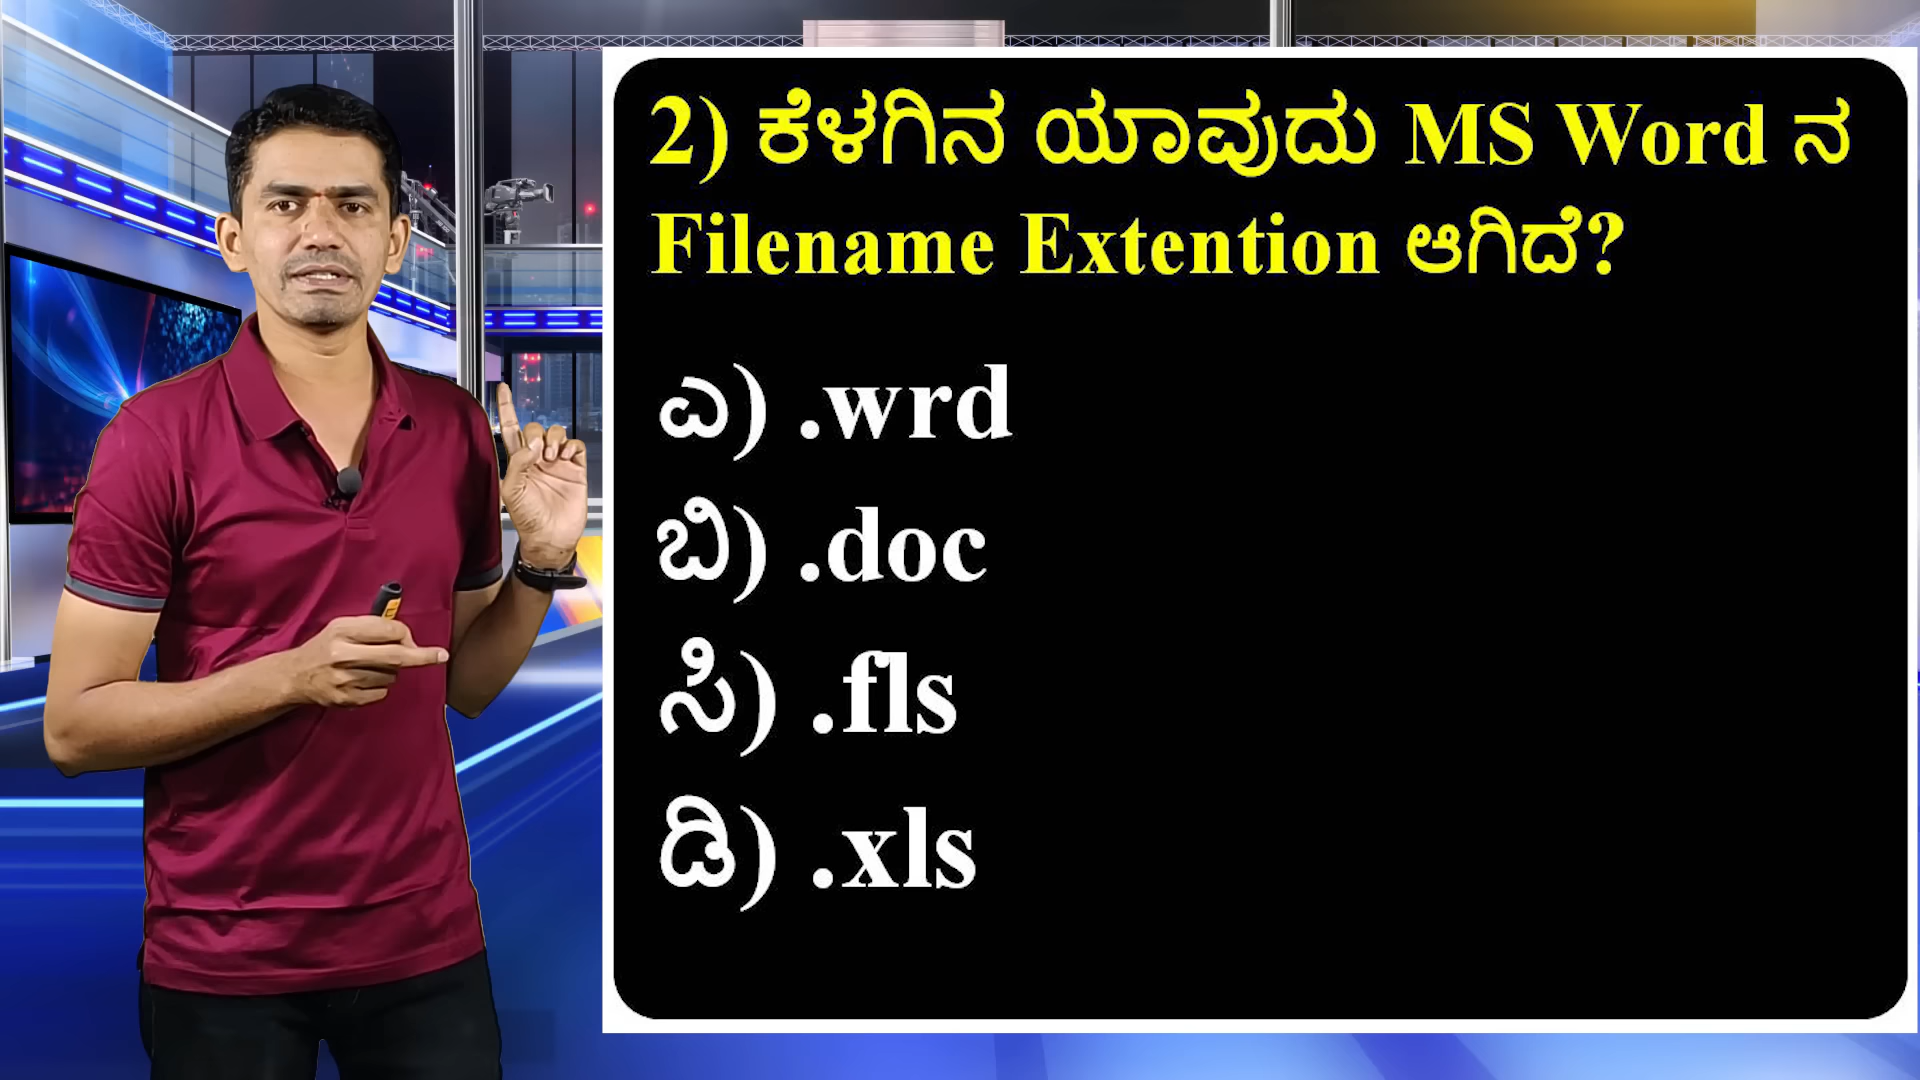 2) ಕೆಳಗಿನ ಯಾವುದು MS Word ನ
Filename Extention ಆಗಿದೆ?
ಎ) .wrd
ಬಿ) .doc
ಸಿ) .fls
ಡಿ) .xls